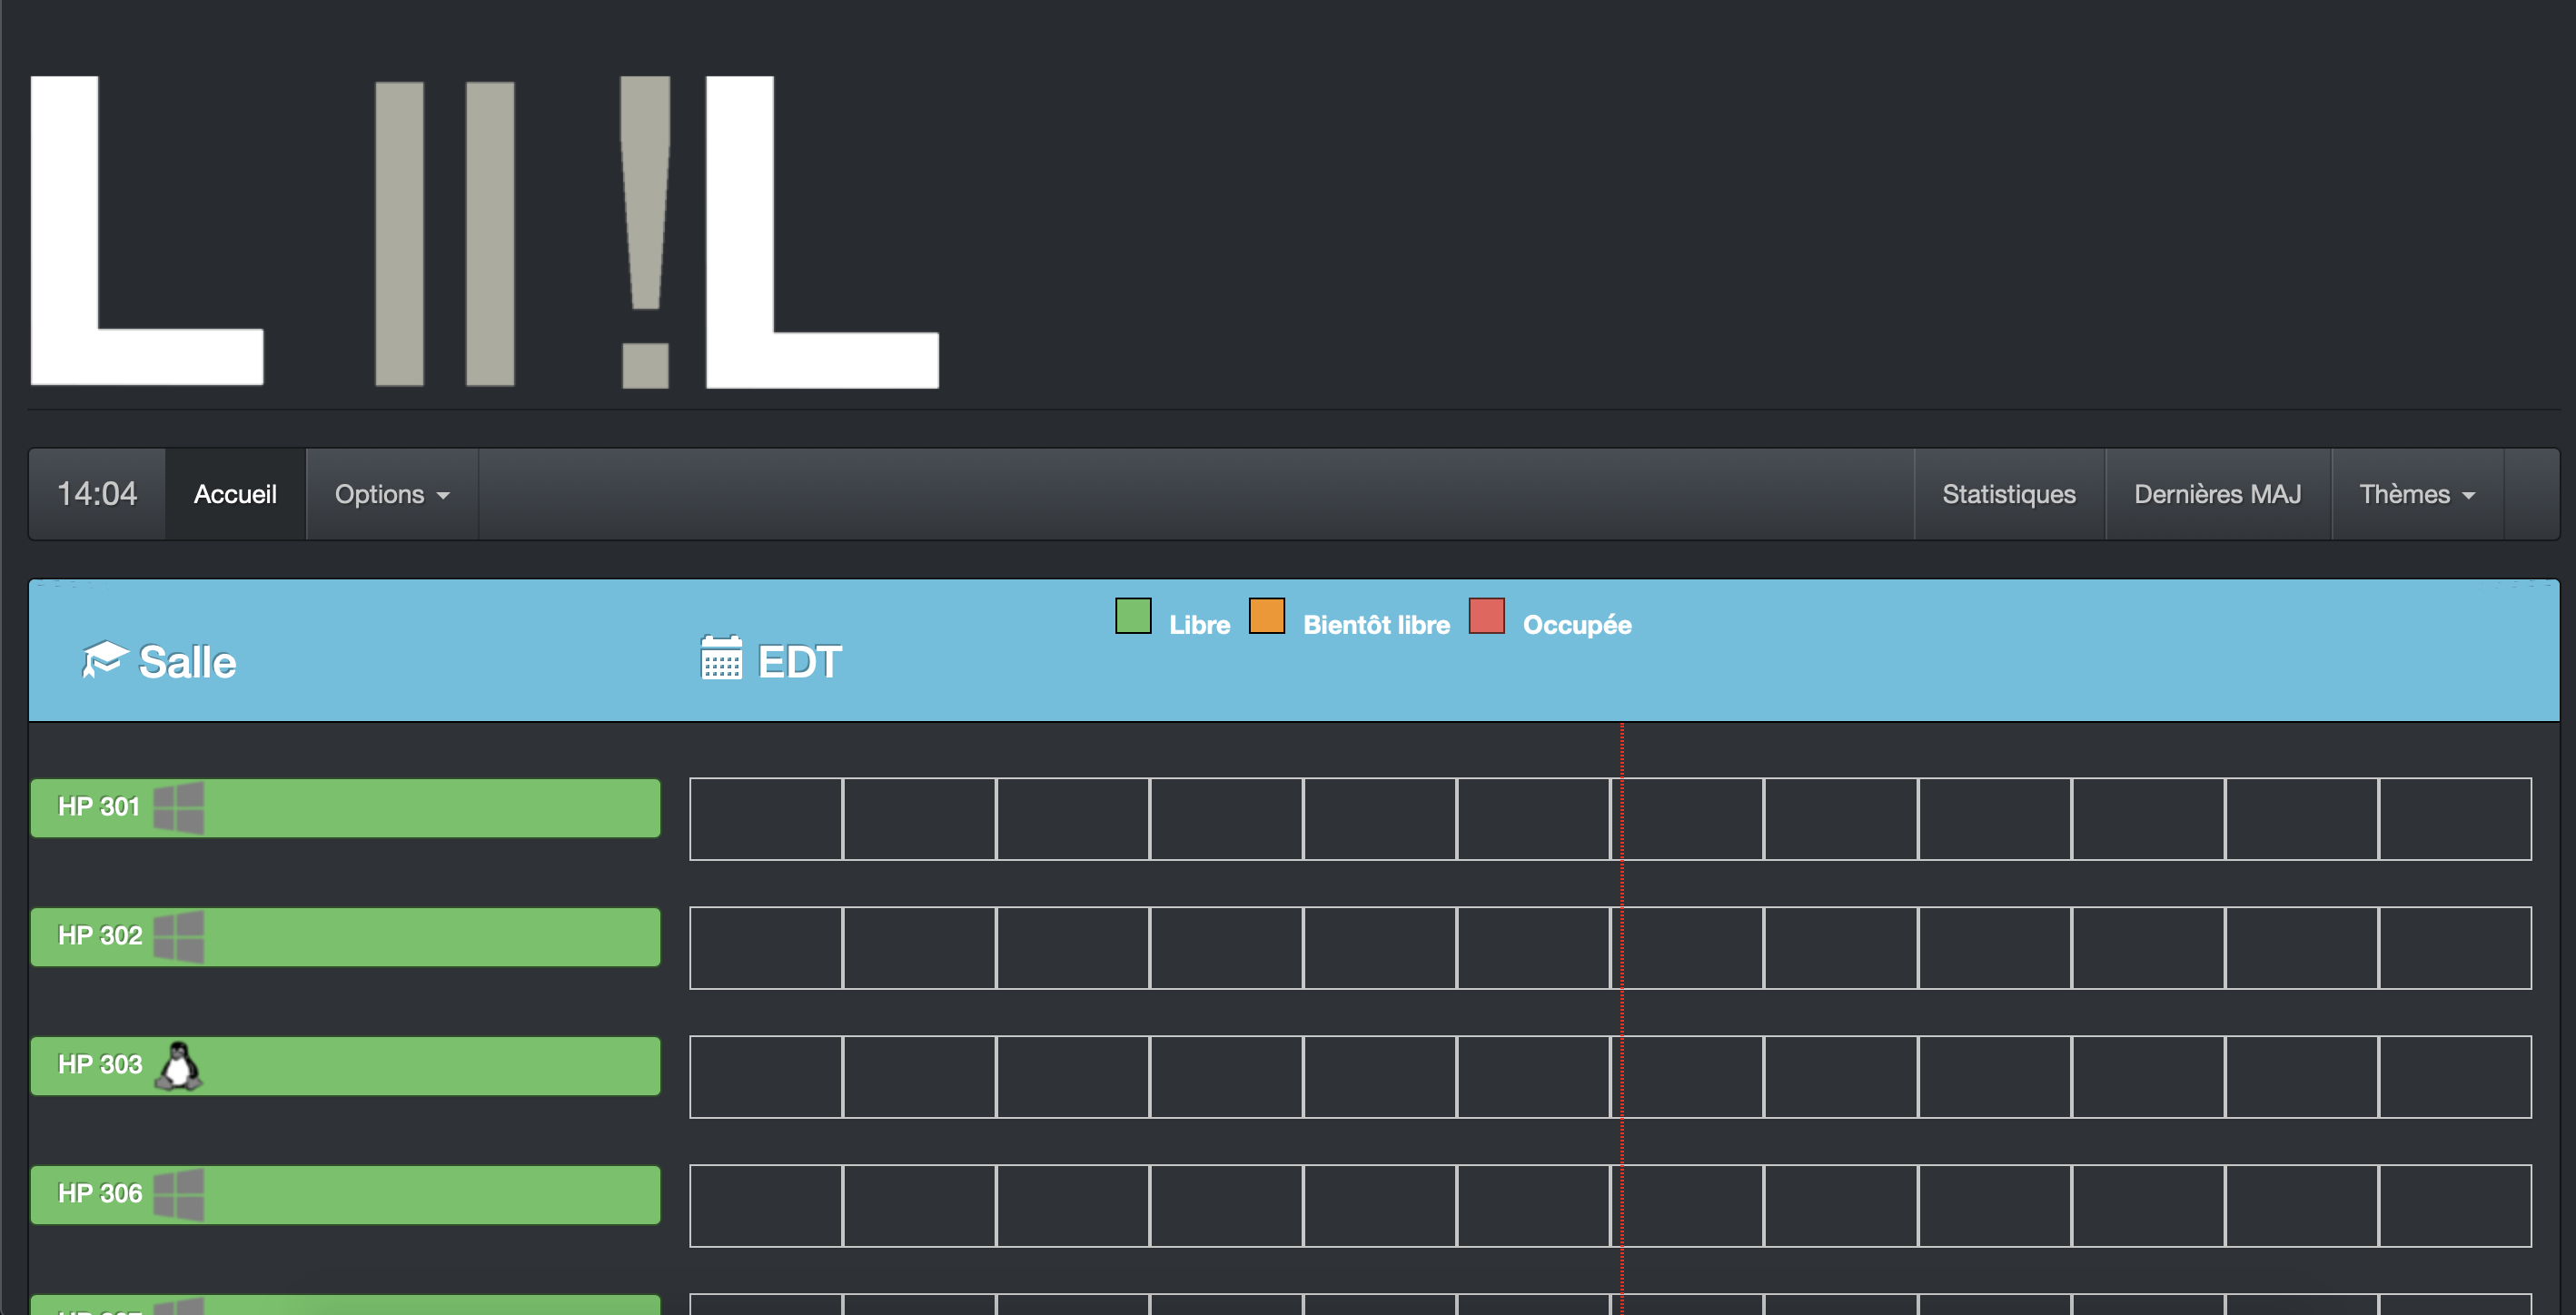 L II !L
14:04 Accueil Options Statistiques Dernières MAJ Thèmes
Libre Bientôt libre Occupée
Salle EDT
HP 301
HP 302
HP 303
HP 306